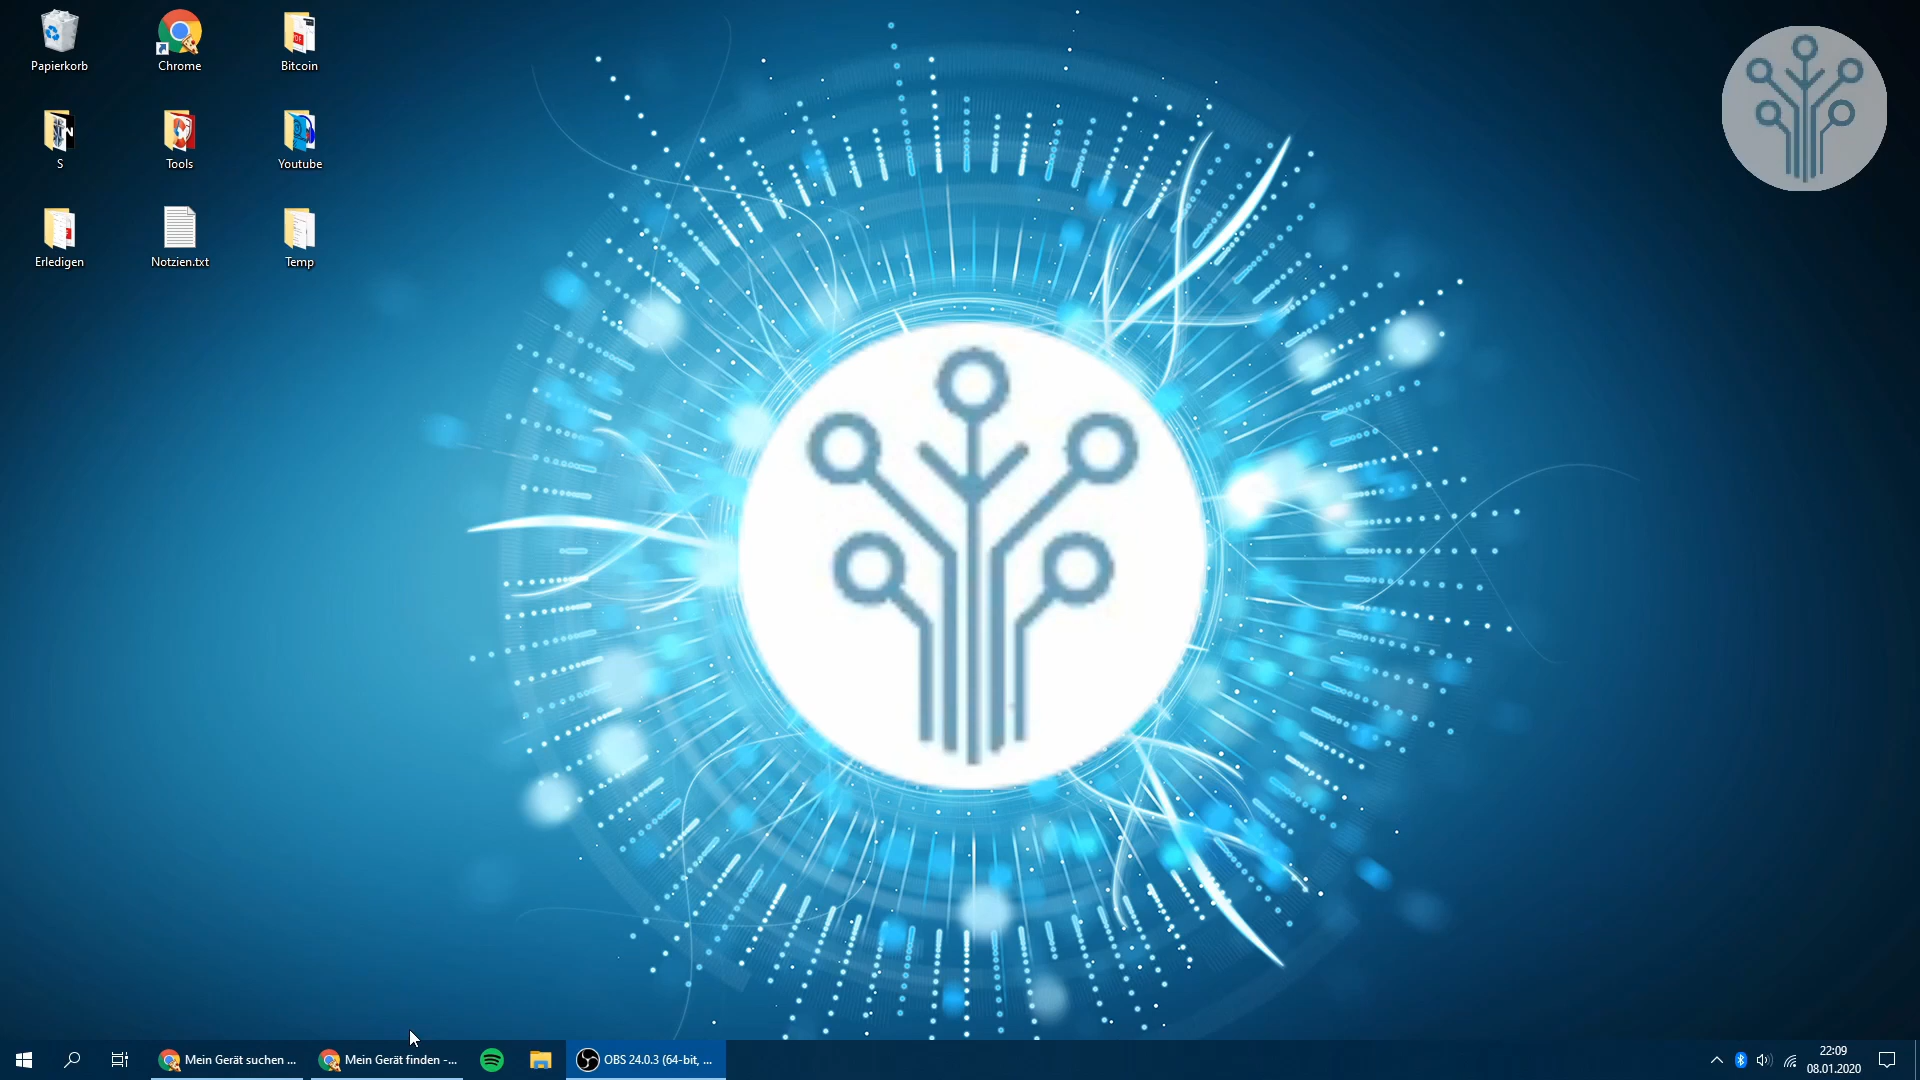 Papierkorb
Chrome
Bitcoin
S
Tools
Youtube
Erledigen
Notzien.txt
Temp
Mein Gerät suchen ...
Mein Gerät finden -...
OBS 24.0.3 (64-bit, ...
22:09
08.01.2020